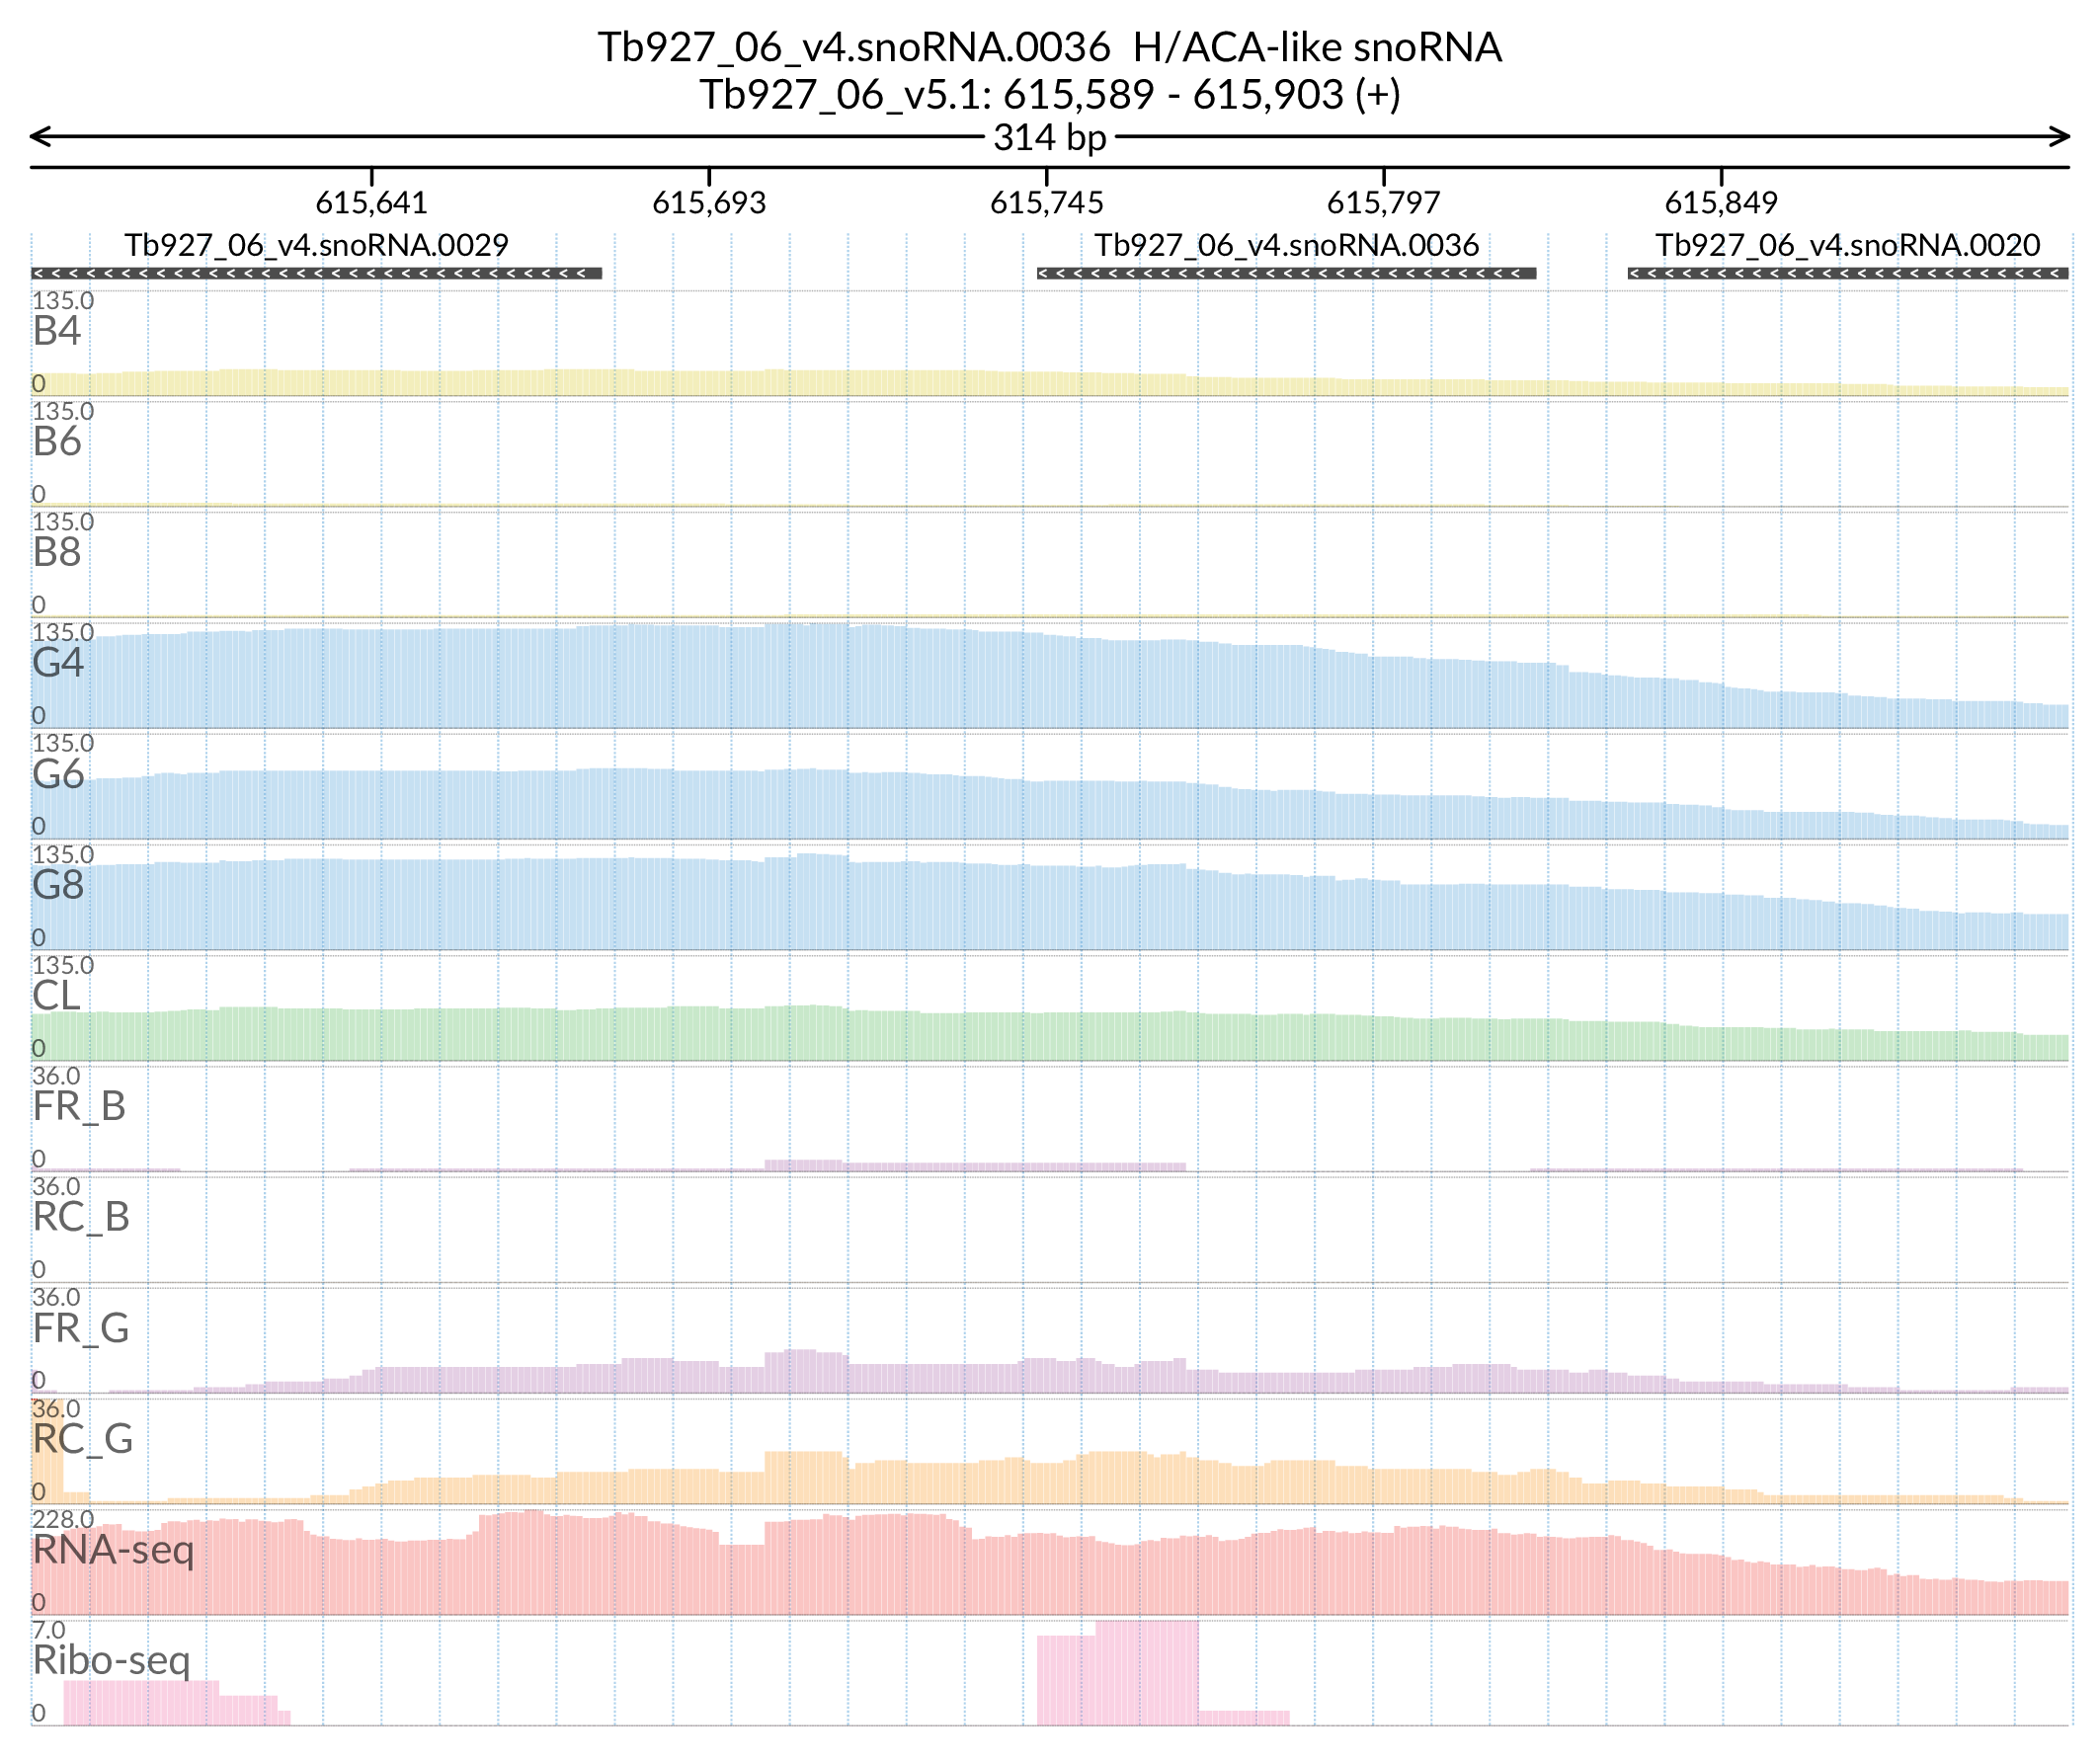 Tb927_06_v4.snoRNA.0036  H/ACA-like snoRNA
Tb927_06_v5.1: 615,589 - 615,903 (+)
314 bp
615,641 615,693 615,745 615,797 615,849
Tb927_06_v4.snoRNA.0029 Tb927_06_v4.snoRNA.0036 Tb927_06_v4.snoRNA.0020
135.0
B4
0
135.0
B6
0
135.0
B8
0
135.0
G4
0
135.0
G6
0
135.0
G8
0
135.0
CL
0
36.0
FR_B
0
36.0
RC_B
0
36.0
FR_G
0
36.0
RC_G
0
228.0
RNA-seq
0
7.0
Ribo-seq
0